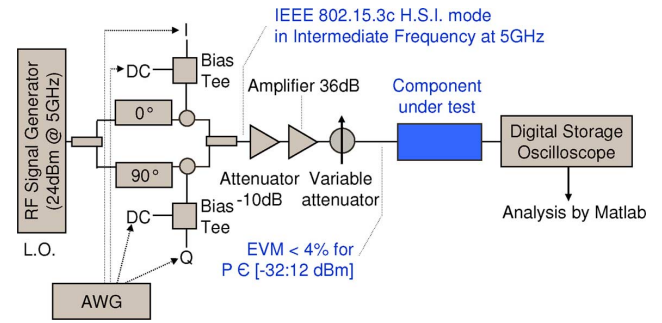 IEEE 802.15.3c H.S.I. mode
in Intermediate Frequency at 5GHz
I
Bias
Tee
DC
RF Signal Generator
(24dBm @ 5GHz)
L.O.
0°
90°
Amplifier 36dB
Attenuator
-10dB
Variable
attenuator
Component
under test
Digital Storage
Oscilloscope
Analysis by Matlab
DC
Bias
Tee
Q
EVM < 4% for
P Є [-32:12 dBm]
AWG